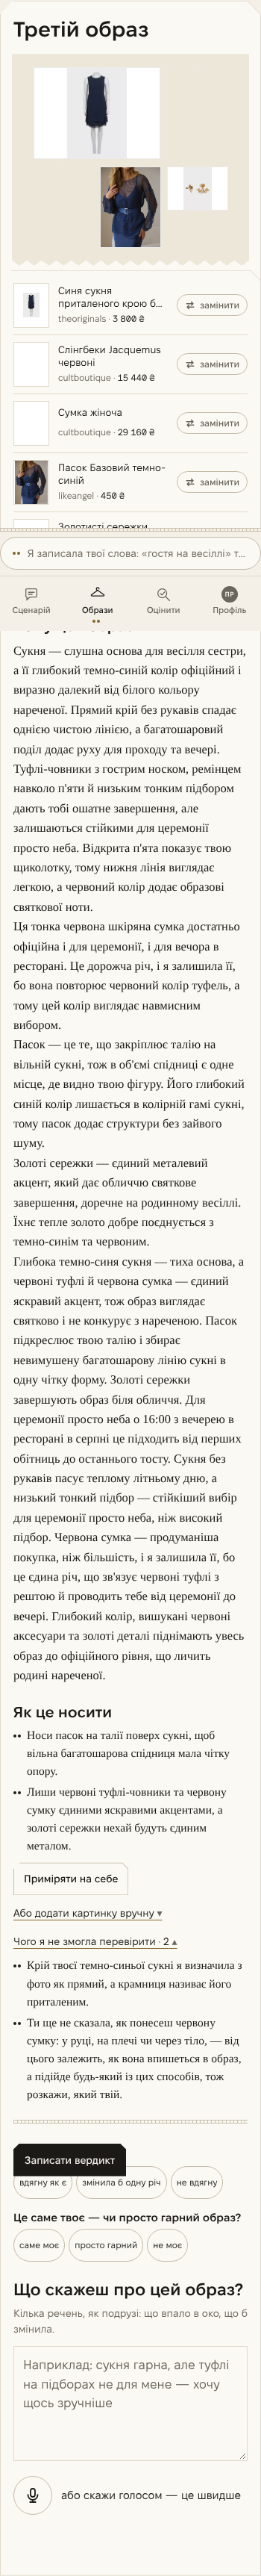 Третій образ
Синя сукня
приталеного крою б...
theoriginals · 3 800 ₴
замінити
Слінгбеки Jacquemus
червоні
cultboutique · 15 440 ₴
замінити
Сумка жіноча
cultboutique · 29 160 ₴
замінити
Пасок Базовий темно-
синій
likeangel · 450 ₴
замінити
Золотисті сережки
Я записала твої слова: «гостя на весіллі» т...
Сценарій
Образи
Оцінити
ПР
Профіль
Сукня — слушна основа для весілля сестри,
а її глибокий темно-синій колір офіційний і
виразно далекий від білого кольору
нареченої. Прямий крій без рукавів спадає
однією чистою лінією, а багатошаровий
поділ додає руху для проходу та вечері.
Туфлі-човники з гострим носком, ремінцем
навколо п'яти й низьким тонким підбором
дають тобі ошатне завершення, але
залишаються стійкими для церемонії
просто неба. Відкрита п'ята показує твою
щиколотку, тому нижня лінія виглядає
легкою, а червоний колір додає образові
святкової ноти.
Ця тонка червона шкіряна сумка достатньо
офіційна і для церемонії, і для вечора в
ресторані. Це дорожча річ, і я залишила її,
бо вона повторює червоний колір туфель, а
тому цей колір виглядає навмисним
вибором.
Пасок — це те, що закріплює талію на
вільній сукні, тож в об'ємі спідниці є одне
місце, де видно твою фігуру. Його глибокий
синій колір лишається в колірній гамі сукні,
тому пасок додає структури без зайвого
шуму.
Золоті сережки — єдиний металевий
акцент, який дає обличчю святкове
завершення, доречне на родинному весіллі.
Їхнє тепле золото добре поєднується з
темно-синім та червоним.
Глибока темно-синя сукня — тиха основа, а
червоні туфлі й червона сумка — єдиний
яскравий акцент, а тож образ виглядає
святково і не конкурує з нареченою. Пасок
підкреслює твою талію і збирає
невимушену багатошарову лінію сукні в
одну чітку форму. Золоті сережки
завершують образ біля обличчя. Для
церемонії просто неба о 16:00 з вечерею в
ресторані в серпні це підходить від перших
обітниць до останнього тосту. Сукня без
рукавів пасує теплому літньому дню, а
низький тонкий підбор — стійкіший вибір
для церемонії просто неба, ніж високий
підбор. Червона сумка — продуманіша
покупка, ніж більшість, і я залишила її, бо
це єдина річ, що зв'язує червоні туфлі з
рештою й проводить тебе від церемонії до
вечері. Глибокий колір, вишукані червоні
аксесуари та золоті деталі піднімають увесь
образ до офіційного рівня, що личить
родині нареченої.
Як це носити
Носи пасок на талії поверх сукні, щоб
вільна багатошарова спідниця мала чітку
опору.
Лиши червоні туфлі-човники та червону
сумку єдиними яскравими акцентами, а
золоті сережки нехай будуть єдиним
металом.
Приміряти на себе
Або додати картинку вручну ▾
Чого я не змогла перевірити · 2 ▴
Крій твоєї темно-синьої сукні я визначила з
фото як прямий, а крамниця називає його
приталеним.
Ти ще не сказала, як понесеш червону
сумку: у руці, на плечі чи через тіло, — від
цього залежить, як вона впишеться в образ,
а підійде будь-який із цих способів, тож
розкажи, який твій.
Записати вердикт
вдягну як є
змінила б одну річ
не вдягну
Це саме твоє — чи просто гарний образ?
саме моє
просто гарний
не моє
Що скажеш про цей образ?
Кілька речень, як подрузі: що впало в око, що б
змінила.
Наприклад: сукня гарна, але туфлі
на підборах не для мене — хочу
щось зручніше
або скажи голосом — це швидше